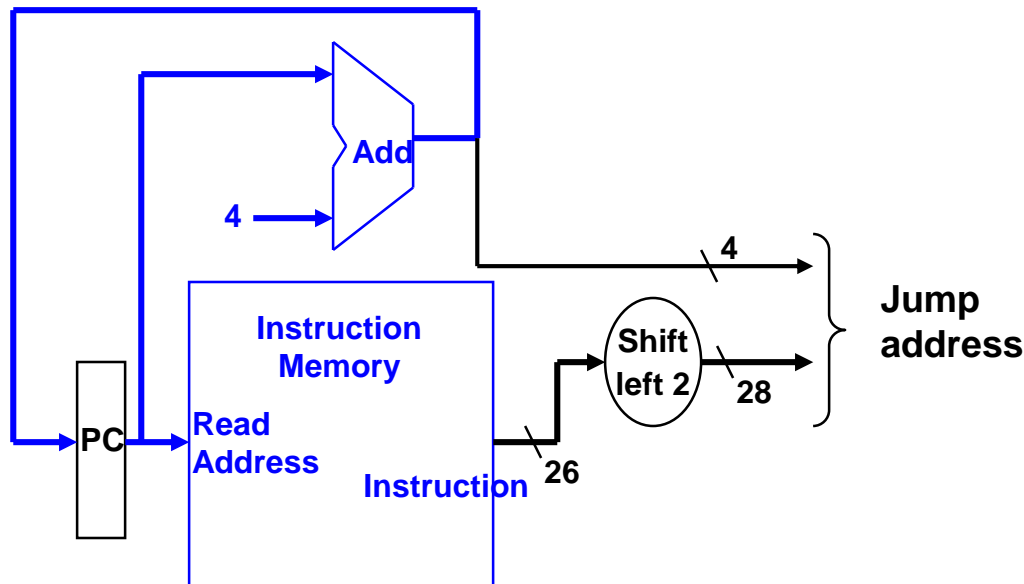 Add
4
4
Jump
address
Instruction
Memory
Shift
left 2
28
PC
Read
Address
Instruction
26